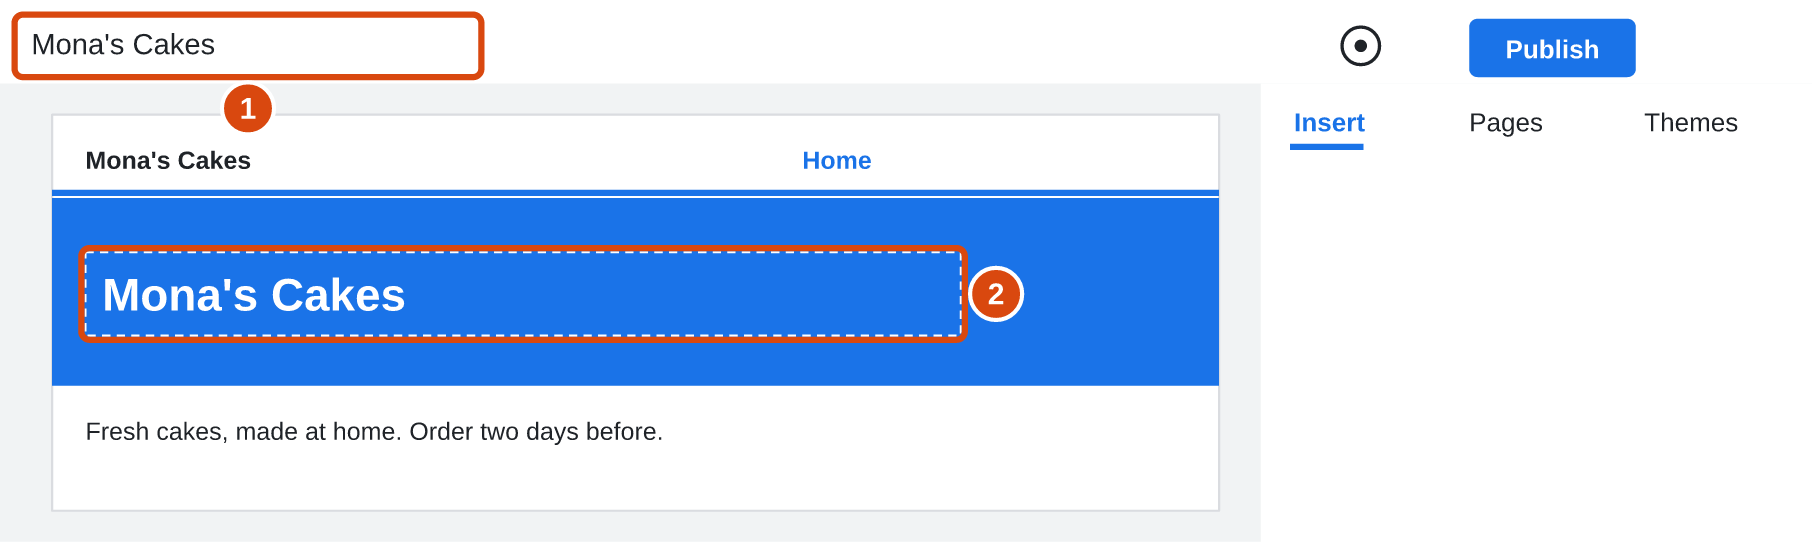 Mona's Cakes
Publish
1
Insert Pages Themes
Mona's Cakes Home
Mona's Cakes
2
Fresh cakes, made at home. Order two days before.